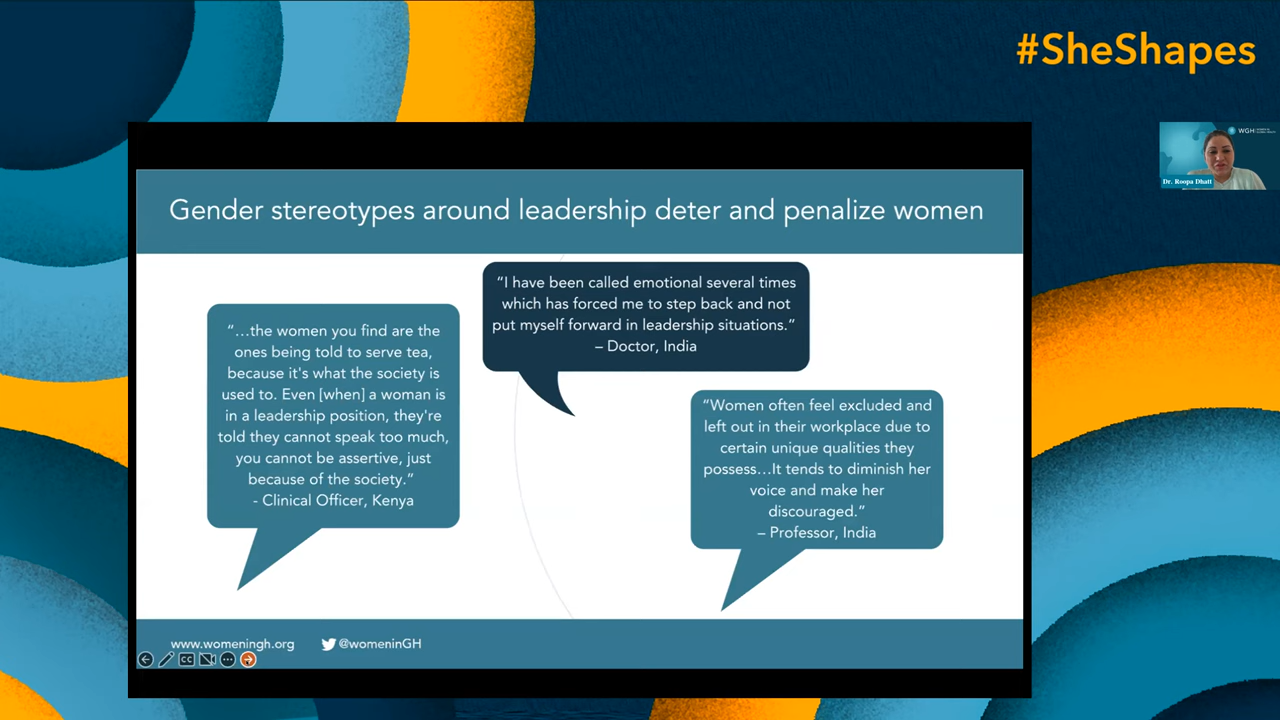 #SheShapes
WGH
Dr. Roopa Dhatt
Gender stereotypes around leadership deter and penalize women
“I have been called emotional several times
which has forced me to step back and not
put myself forward in leadership situations.”
– Doctor, India
“...the women you find are the
ones being told to serve tea,
because it's what the society is
used to. Even [when] a woman is
in a leadership position, they're
told they cannot speak too much,
you cannot be assertive, just
because of the society.”
- Clinical Officer, Kenya
“Women often feel excluded and
left out in their workplace due to
certain unique qualities they
possess...It tends to diminish her
voice and make her
discouraged.”
– Professor, India
www.womeningh.org
@womeninGH
CC